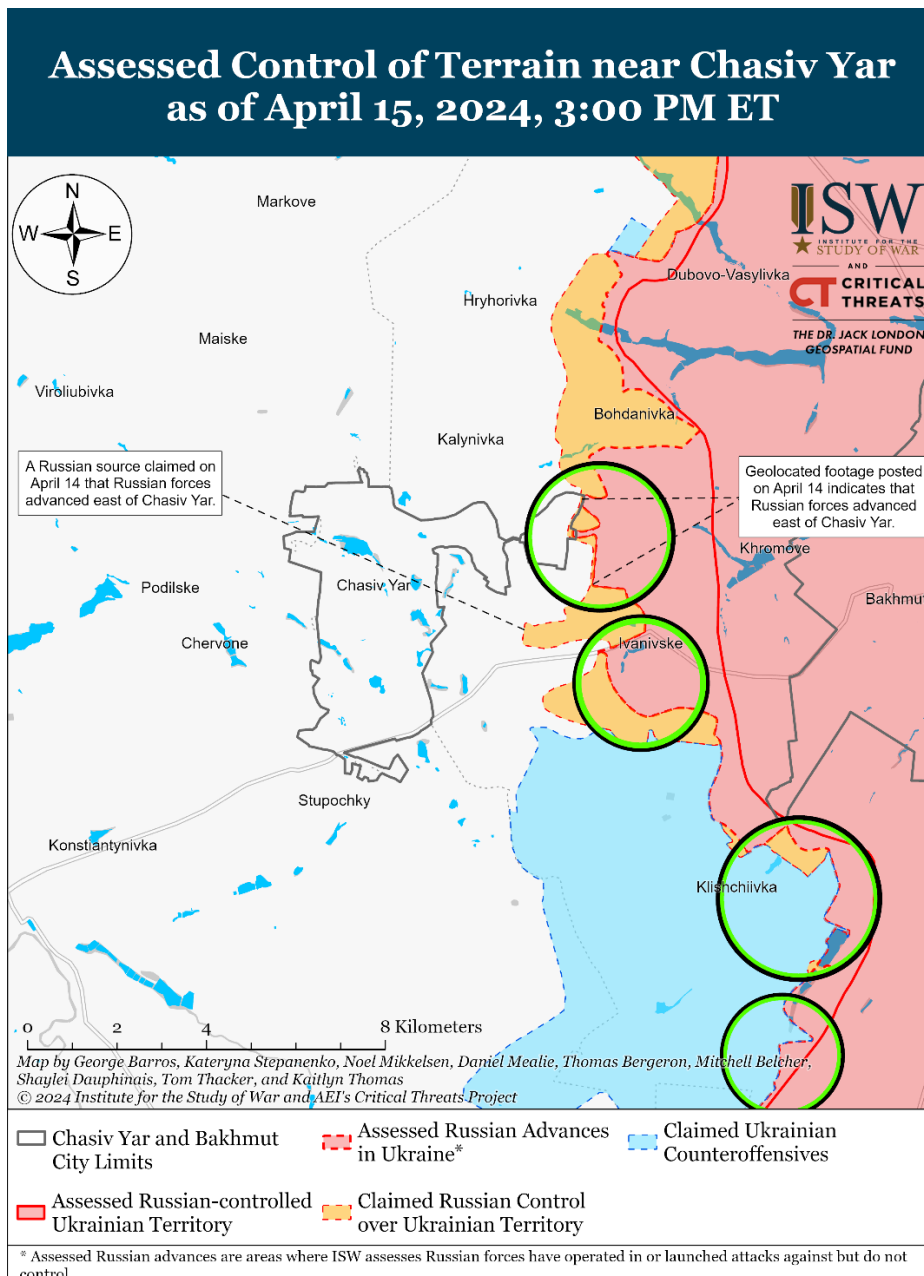 Assessed Control of Terrain near Chasiv Yar
as of April 15, 2024, 3:00 PM ET
N
W
E
S
Markove
ISW
INSTITUTE FOR THE
STUDY OF WAR
AND
CT CRITICAL
THREATS
THE DR. JACK LONDON
GEOSPATIAL FUND
Dubovo-Vasylivka
Hryhorivka
Maiske
Viroliubivka
Bohdanivka
Kalynivka
A Russian source claimed on
April 14 that Russian forces
advanced east of Chasiv Yar.
Geolocated footage posted
on April 14 indicates that
Russian forces advanced
east of Chasiv Yar.
Khromove
Podilske
Chasiv Yar
Bakhmut
Chervone
Ivanivske
Stupochky
Konstiantynivka
Klishchiivka
0 2 4 8 Kilometers
Map by George Barros, Kateryna Stepanenko, Noel Mikkelsen, Daniel Mealie, Thomas Bergeron, Mitchell Belcher,
Shaylei Dauphinais, Tom Thacker, and Kaitlyn Thomas
© 2024 Institute for the Study of War and AEI's Critical Threats Project
Chasiv Yar and Bakhmut
City Limits
Assessed Russian Advances
in Ukraine*
Claimed Ukrainian
Counteroffensives
Assessed Russian-controlled
Ukrainian Territory
Claimed Russian Control
over Ukrainian Territory
* Assessed Russian advances are areas where ISW assesses Russian forces have operated in or launched attacks against but do not
control